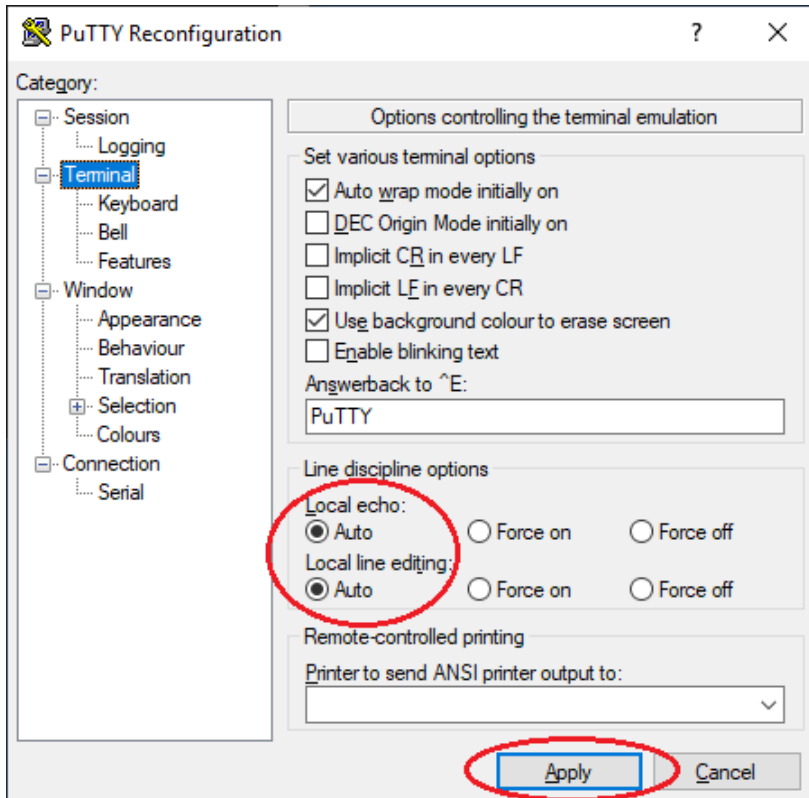 PuTTY Reconfiguration
Category:
Session
Logging
Terminal
Keyboard
Bell
Features
Window
Appearance
Behaviour
Translation
Selection
Colours
Connection
Serial
Options controlling the terminal emulation
Set various terminal options
Auto wrap mode initially on
DEC Origin Mode initially on
Implicit CR in every LF
Implicit LF in every CR
Use background colour to erase screen
Enable blinking text
Answerback to ^E:
PuTTY
Line discipline options
Local echo:
Auto Force on Force off
Local line editing:
Auto Force on Force off
Remote-controlled printing
Printer to send ANSI printer output to:
Apply Cancel